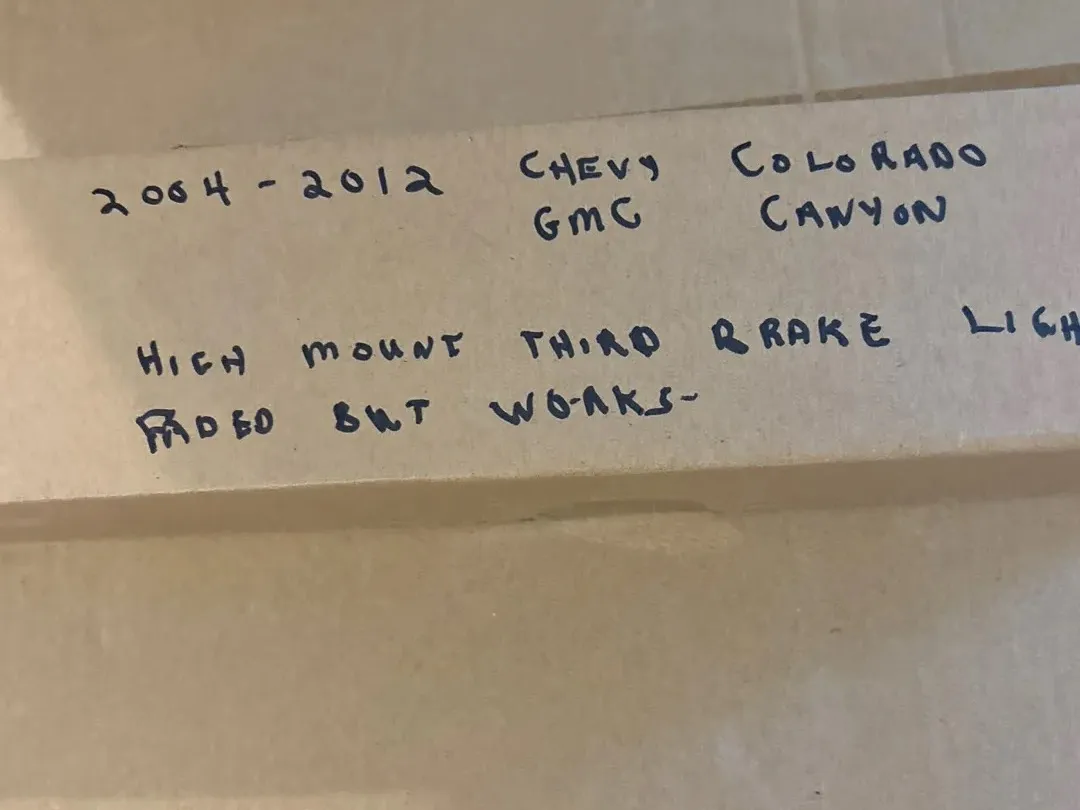 2004-2012 CHEVY COLORADO
GMC CANYON
HIGH MOUNT THIRD BRAKE LIGH
FADED BUT WORKS-